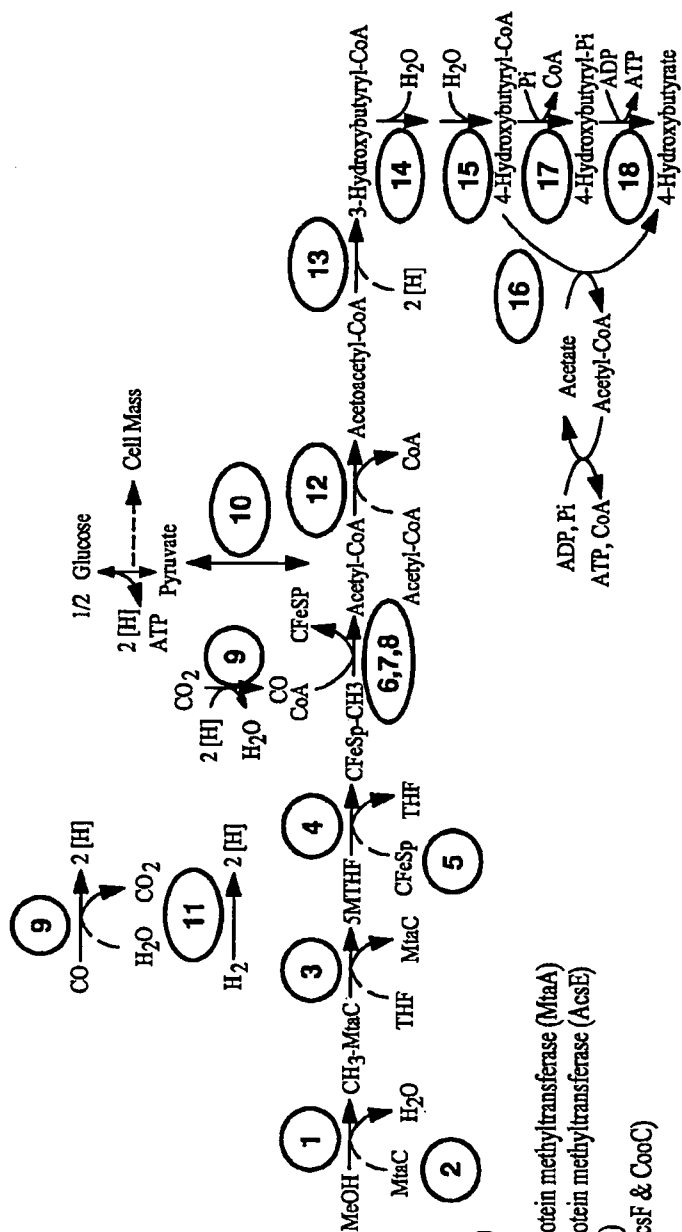 1/2 Glucose
2 [H]
ATP
Cell Mass
Pyruvate
CO
9
2 [H]
H2O
CO2
11
H2
2 [H]
CO2
2 [H]
H2O
9
CO
CoA
CFeSP
10
MeOH
1
CH3-MtaC
3
5MTHF
4
CFeSp-CH3
6,7,8
Acetyl-CoA
12
Acetoacetyl-CoA
13
3-Hydroxybutyryl-CoA
MtaC
2
H2O
THF
MtaC
CFeSp
5
THF
Acetyl-CoA
CoA
2 [H]
14
H2O
15
H2O
4-Hydroxybutyryl-CoA
Pi
17
CoA
4-Hydroxybutyryl-Pi
ADP
18
ATP
4-Hydroxybutyrate
16
Acetate
Acetyl-CoA
ADP, Pi
ATP, CoA
otein methyltransferase (MtaA)
otein methyltransferase (AcsE)
csF & CooC)